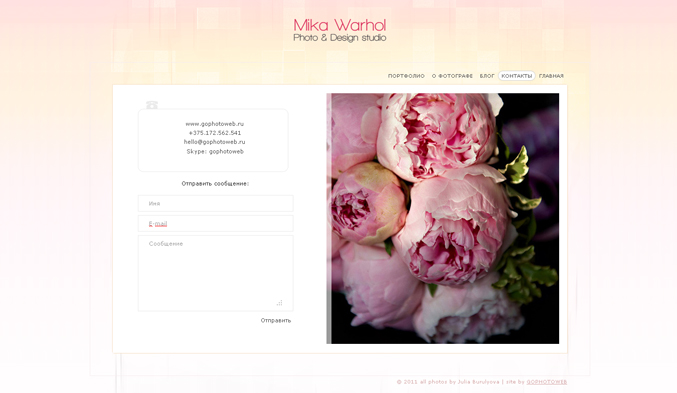 Mika Warhol
Photo & Design studio
ПОРТФОЛИО О ФОТОГРАФЕ БЛОГ КОНТАКТЫ ГЛАВНАЯ
www.gophotoweb.ru
+375.172.562.541
hello@gophotoweb.ru
Skype: gophotoweb
Отправить сообщение:
Имя
E-mail
Сообщение
Отправить
© 2011 all photos by Julia Burulyova | site by GOPHOTOWEB